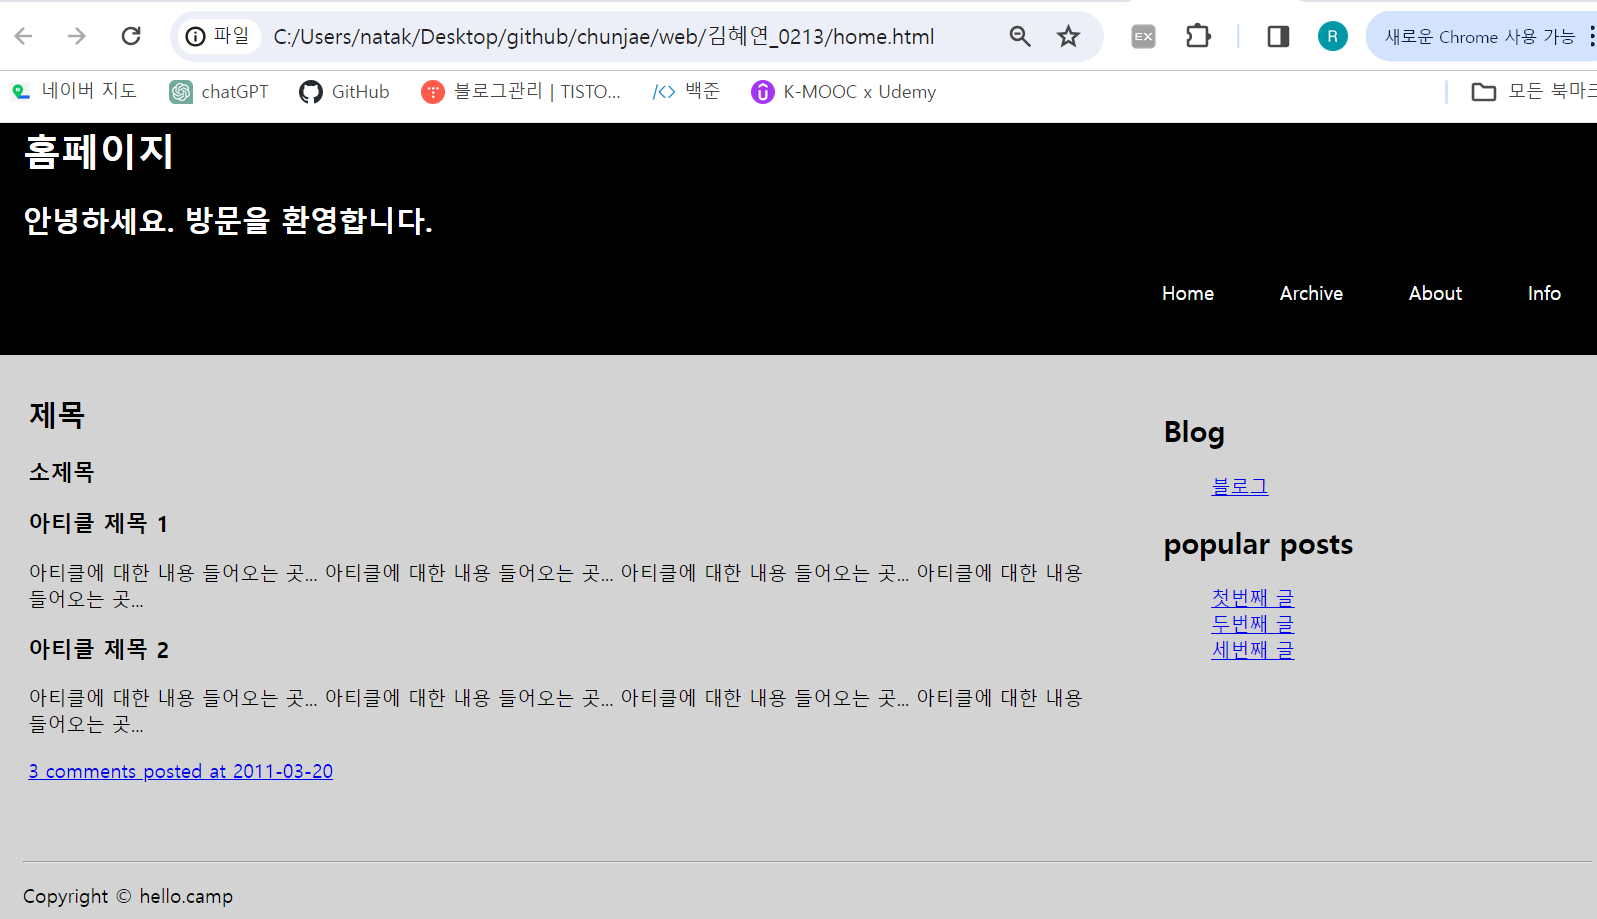 파일 C:/Users/natak/Desktop/github/chunjae/web/김혜연_0213/home.html EX R 새로운 Chrome 사용 가능
네이버 지도 chatGPT GitHub 블로그관리 | TISTO... 백준 K-MOOC x Udemy 모든 북마크
홈페이지
안녕하세요. 방문을 환영합니다.
Home Archive About Info
제목
소제목
아티클 제목 1
아티클에 대한 내용 들어오는 곳... 아티클에 대한 내용 들어오는 곳... 아티클에 대한 내용 들어오는 곳... 아티클에 대한 내용
들어오는 곳...
아티클 제목 2
아티클에 대한 내용 들어오는 곳... 아티클에 대한 내용 들어오는 곳... 아티클에 대한 내용 들어오는 곳... 아티클에 대한 내용
들어오는 곳...
3 comments posted at 2011-03-20
Blog
블로그
popular posts
첫번째 글
두번째 글
세번째 글
Copyright © hello.camp